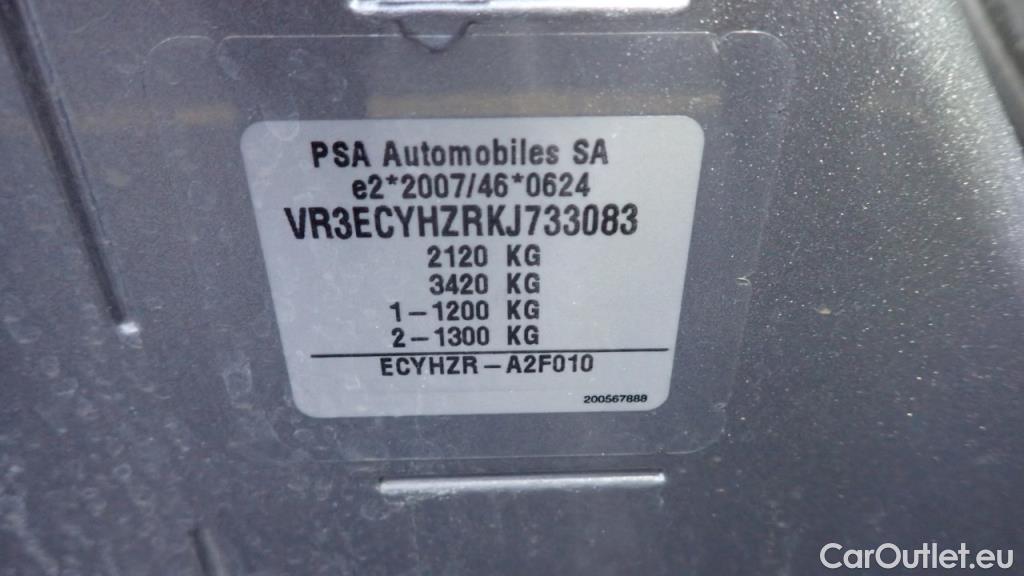 PSA Automobiles SA
e2*2007/46*0624
VR3ECYHZRKJ733083
2120 KG
3420 KG
1-1200 KG
2-1300 KG
ECYHZR-A2F010
200567888
CarOutlet.eu